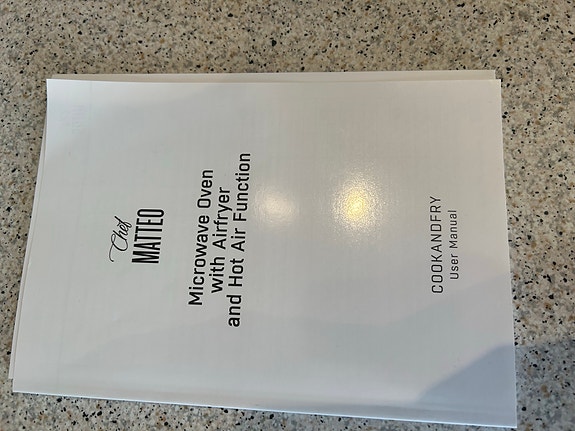 Chef
MATTEO
Microwave Oven
with Airfryer
and Hot Air Function
COOKANDFRY
User Manual